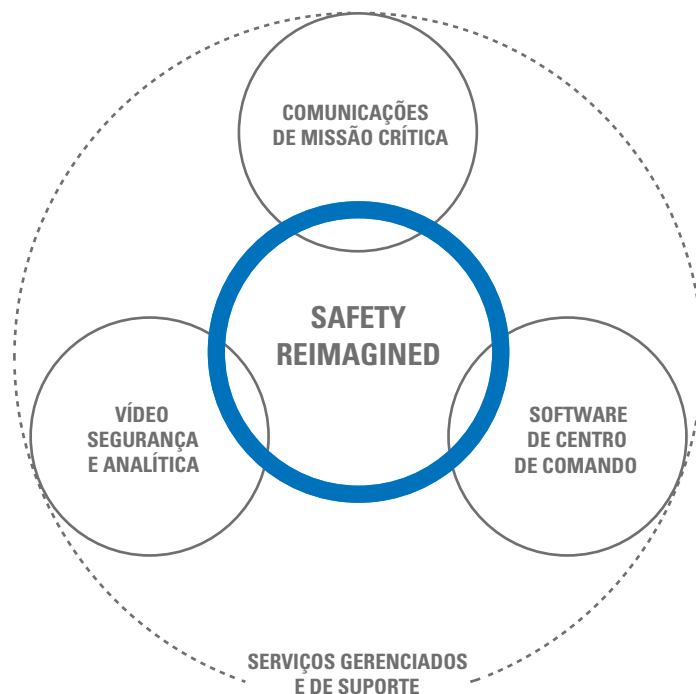 COMUNICAÇÕES
DE MISSÃO CRÍTICA
SAFETY
REIMAGINED
VÍDEO
SEGURANÇA
E ANALÍTICA
SOFTWARE
DE CENTRO
DE COMANDO
SERVIÇOS GERENCIADOS
E DE SUPORTE